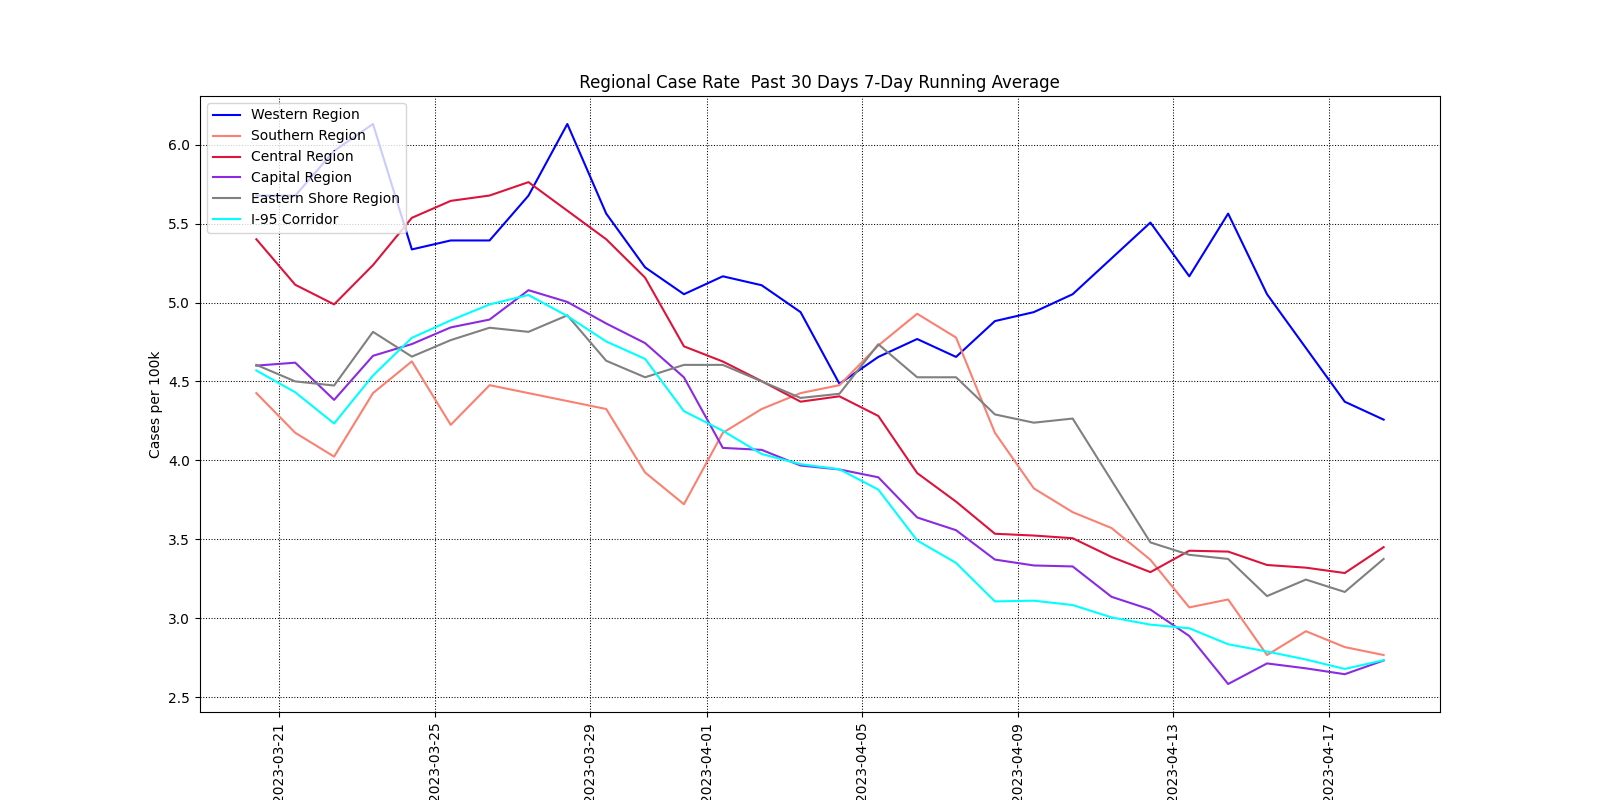 Regional Case Rate  Past 30 Days 7-Day Running Average
Western Region
Southern Region
Central Region
Capital Region
Eastern Shore Region
I-95 Corridor
Cases per 100k
6.0
5.5
5.0
4.5
4.0
3.5
3.0
2.5
2023-03-21
2023-03-25
2023-03-29
2023-04-01
2023-04-05
2023-04-09
2023-04-13
2023-04-17